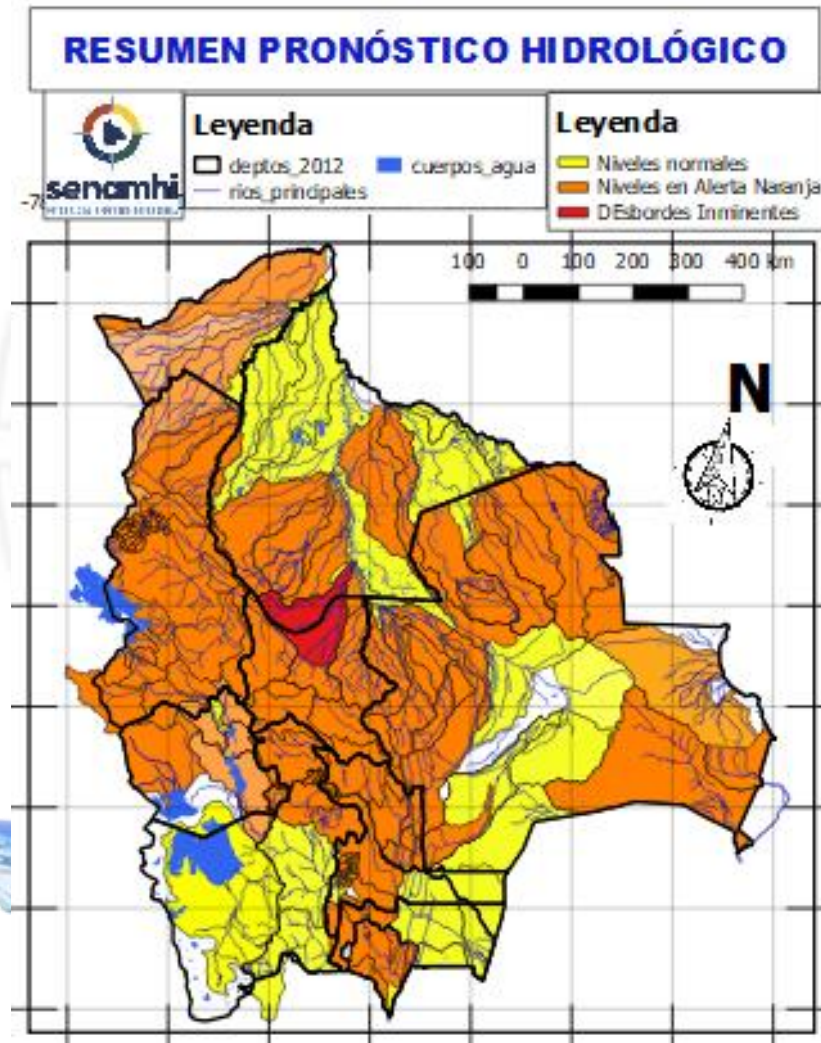 RESUMEN PRONÓSTICO HIDROLÓGICO
senamhi
Leyenda
deptos_2012 cuerpos_agua
rios_principales
Leyenda
Niveles normales
Niveles en Alerta Naranja
DEsbordes Inminentes
100 0 100 200 300 400 km
N